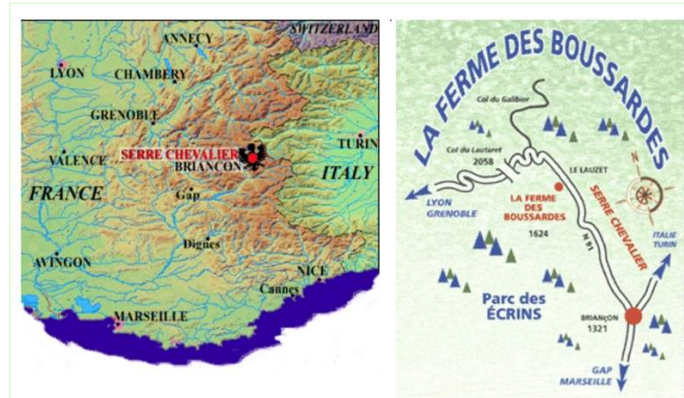 SWITZERLAND
ANNECY
LYON
CHAMBERY
GRENOBLE
TURIN
VALENCE
SERRE CHEVALIER
BRIANCON
ITALY
FRANCE
Gap
Dignes
AVINGON
NICE
Cannes
MARSEILLE
LA FERME DES BOUSSARDES
Col du Galibier
Col du Lautaret
2058
LE LAUZET
N
LYON
GRENOBLE
LA FERME
DES
BOUSSARDES
1624
SERRE CHEVALIER
N 91
ITALIE
TURIN
Parc des
ÉCRINS
BRIANÇON
1321
GAP
MARSEILLE